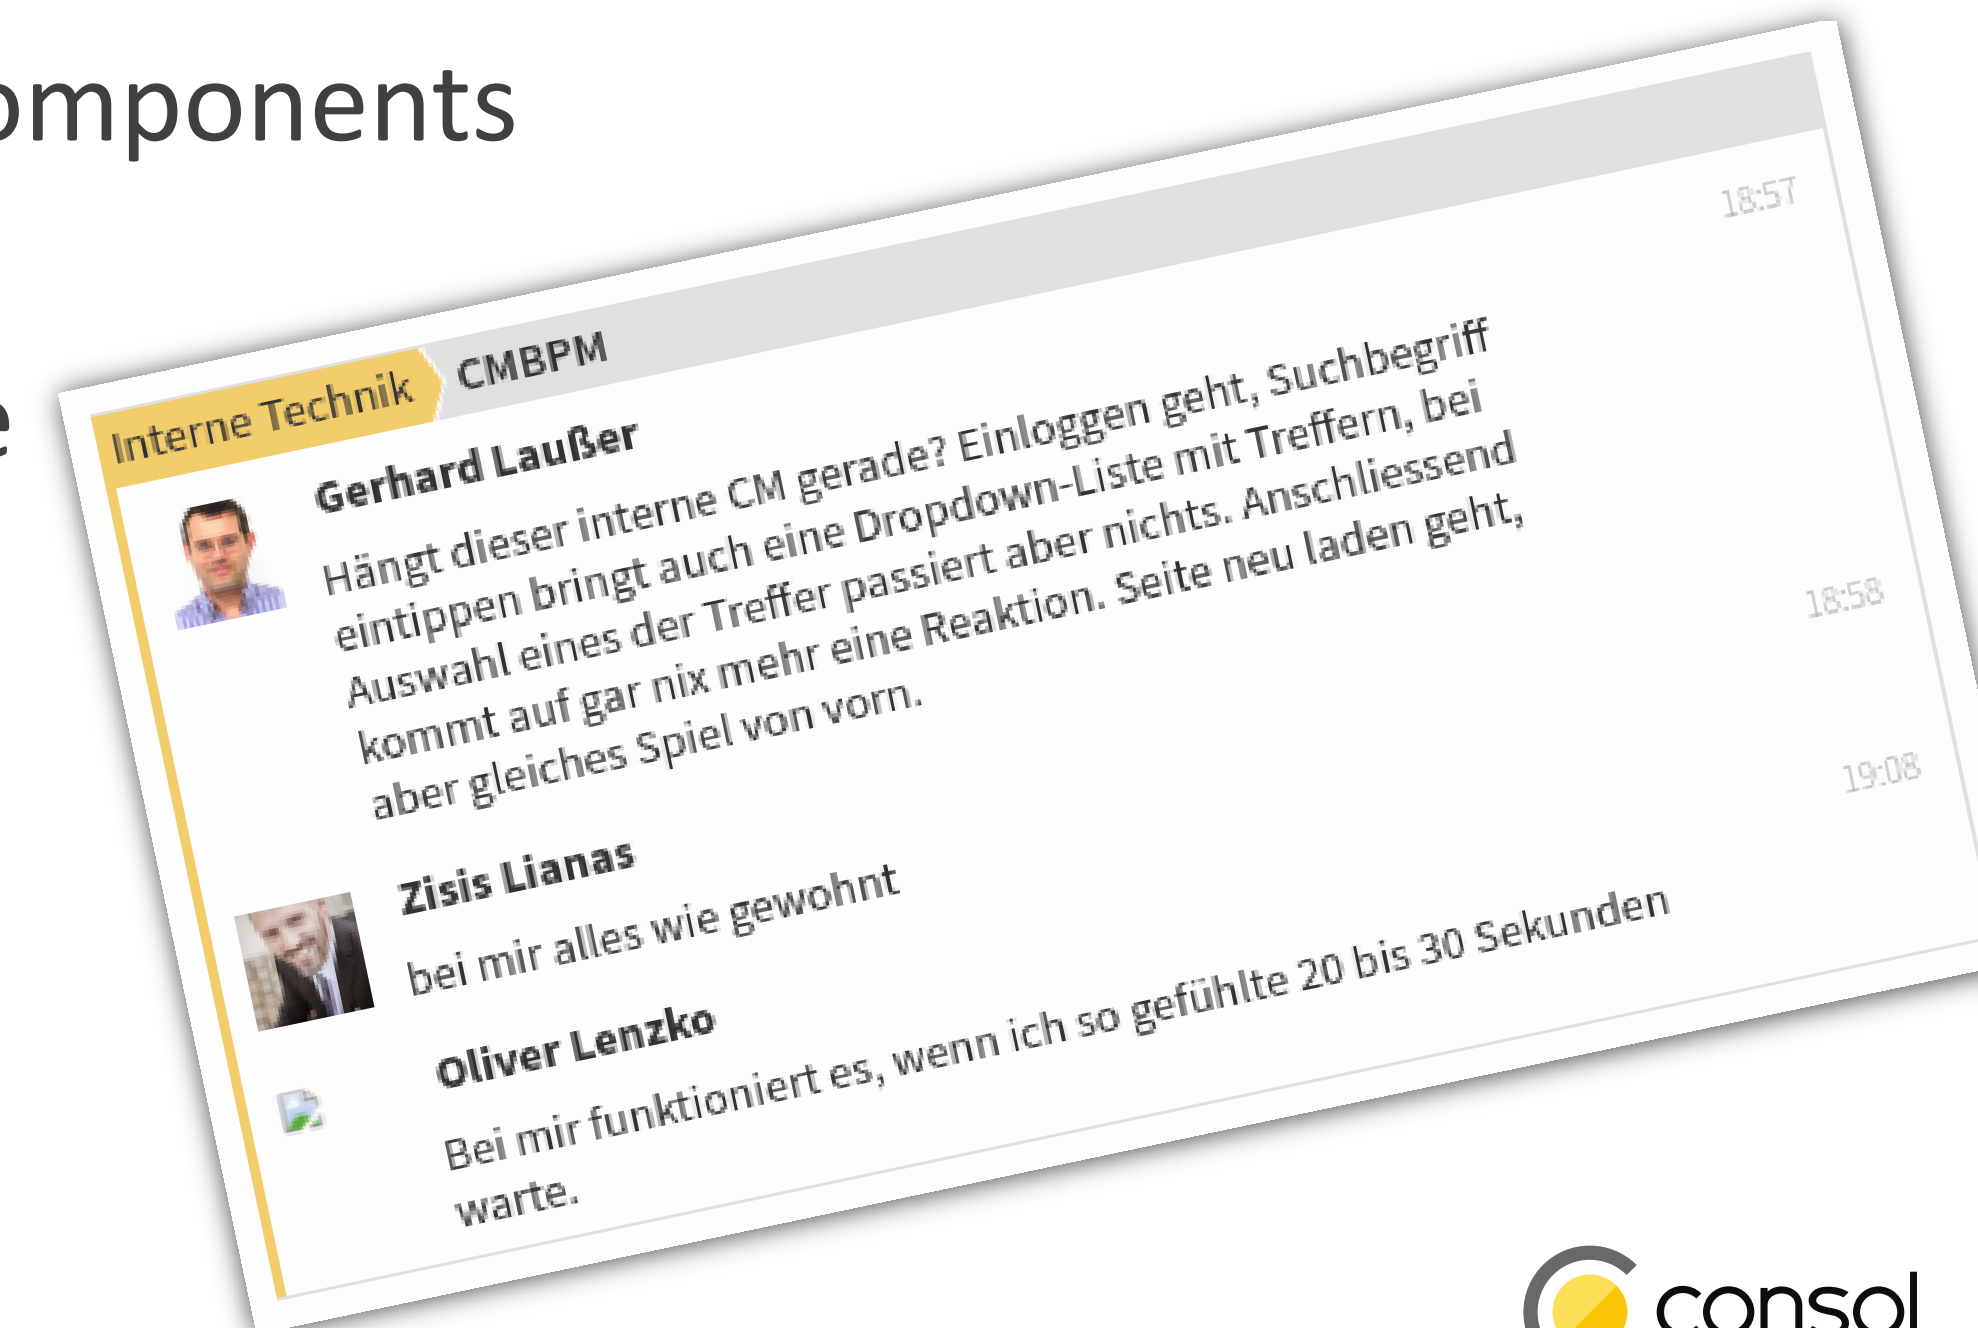 omponents
e
Interne Technik
CMBPM
Gerhard Laußer
18:57
Hängt dieser interne CM gerade? Einloggen geht, Suchbegriff
eintippen bringt auch eine Dropdown-Liste mit Treffern, bei
Auswahl eines der Treffer passiert aber nichts. Anschliessend
kommt auf gar nix mehr eine Reaktion. Seite neu laden geht,
aber gleiches Spiel von vorn.
Zisis Lianas
18:58
bei mir alles wie gewohnt
Oliver Lenzko
19:08
Bei mir funktioniert es, wenn ich so gefühlte 20 bis 30 Sekunden
warte.
consol